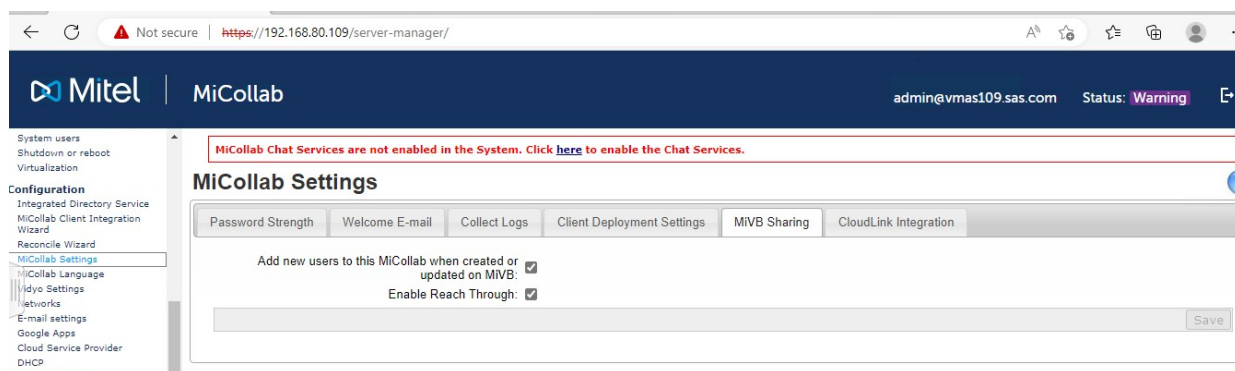 Not secure | https://192.168.80.109/server-manager/
Mitel | MiCollab
admin@vmas109.sas.com Status: Warning
System users
Shutdown or reboot
Virtualization
Configuration
Integrated Directory Service
MiCollab Client Integration
Wizard
Reconcile Wizard
MiCollab Settings
MiCollab Language
Vidyo Settings
Networks
E-mail settings
Google Apps
Cloud Service Provider
DHCP
MiCollab Chat Services are not enabled in the System. Click here to enable the Chat Services.
MiCollab Settings
Password Strength Welcome E-mail Collect Logs Client Deployment Settings MiVB Sharing CloudLink Integration
Add new users to this MiCollab when created or
updated on MiVB:
Enable Reach Through:
Save